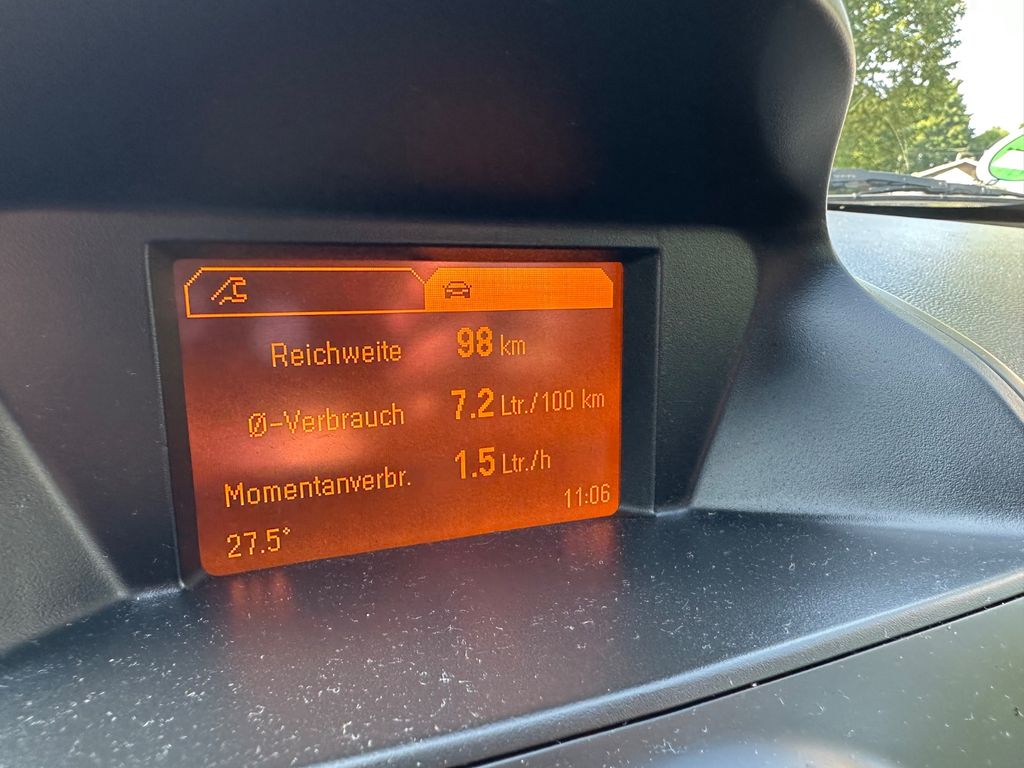 Reichweite 98 km
Ø-Verbrauch 7.2 Ltr./100 km
Momentanverbr. 1.5 Ltr./h
27.5° 11:06